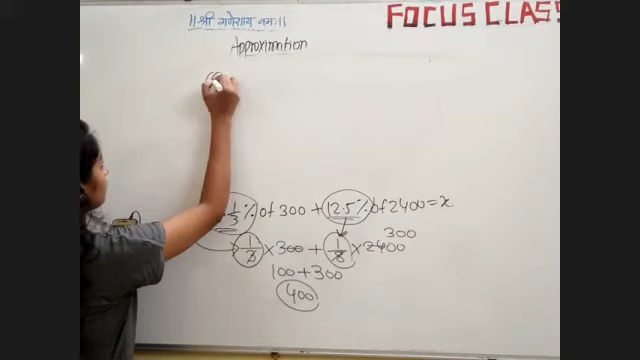 ||श्री गणेशाय नमः||
FOCUS CLASS
Approximation
1/3 % of 300 + 12.5% of 2400 = x.
1/3 × 300 + 1/8 × 2400 300
100 + 300
400